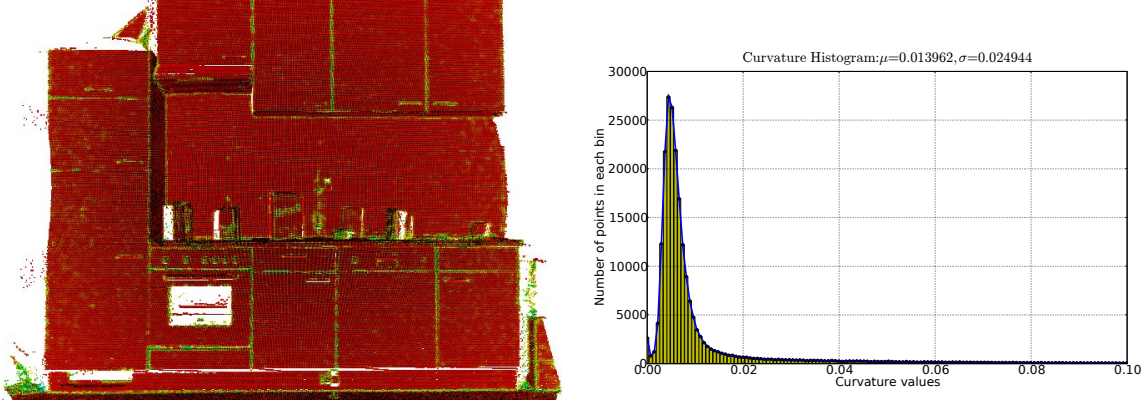 Curvature Histogram:μ=0.013962,σ=0.024944
30000
25000
20000
15000
10000
5000
0
0.00 0.02 0.04 0.06 0.08 0.10
Number of points in each bin
Curvature values